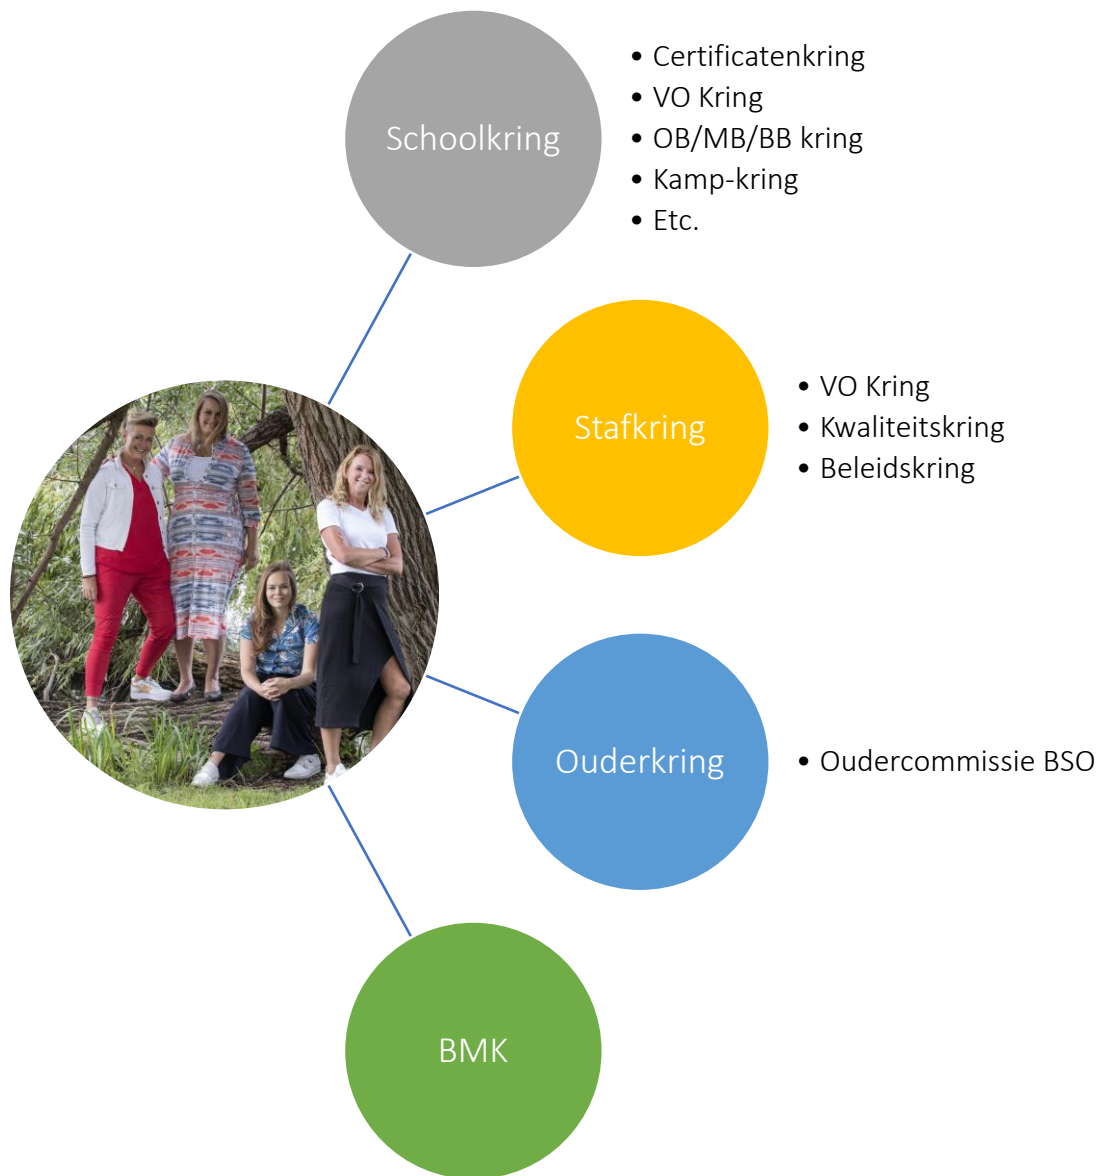 Schoolkring
• Certificatenkring
• VO Kring
• OB/MB/BB kring
• Kamp-kring
• Etc.
Stafkring
• VO Kring
• Kwaliteitskring
• Beleidskring
Ouderkring
• Oudercommissie BSO
BMK